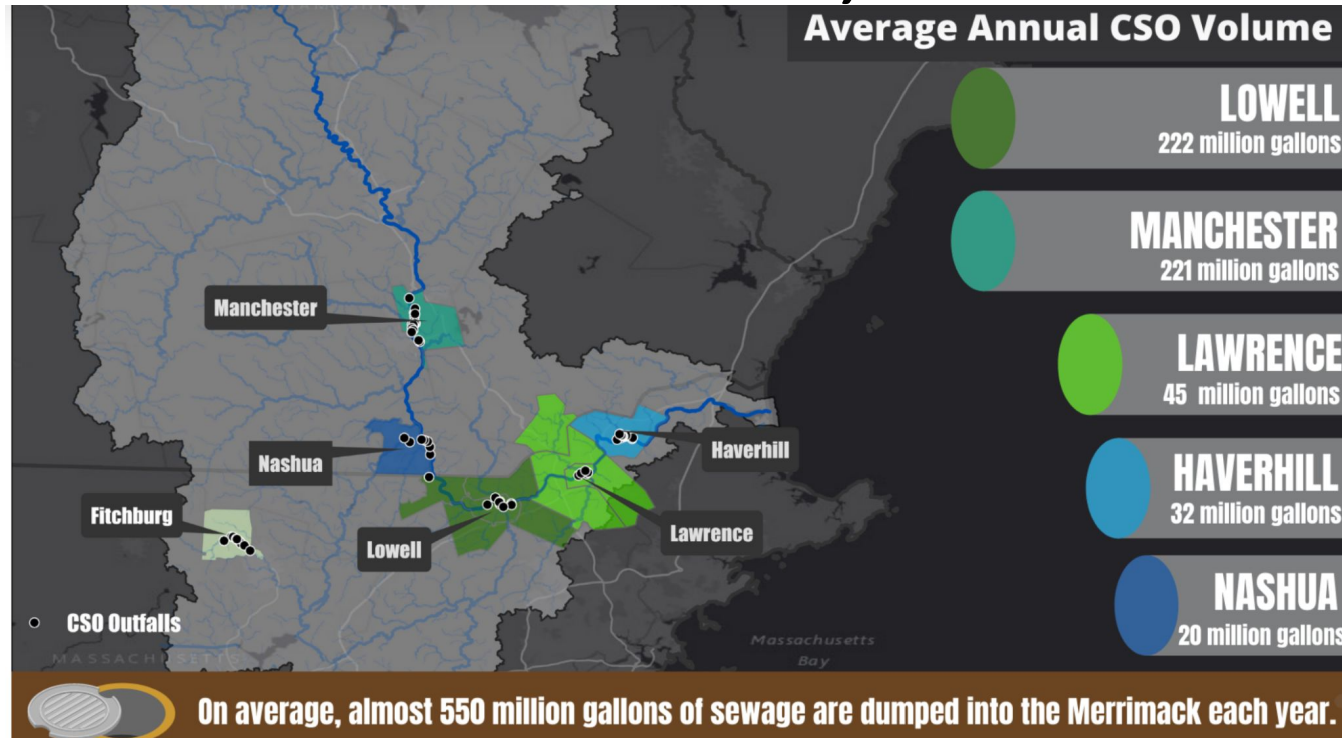 Average Annual CSO Volume
LOWELL
222 million gallons
MANCHESTER
221 million gallons
LAWRENCE
45 million gallons
HAVERHILL
32 million gallons
NASHUA
20 million gallons
Manchester
Nashua
Haverhill
Fitchburg
Lowell
Lawrence
CSO Outfalls
MASSACHUSETTS
Massachusetts
Bay
On average, almost 550 million gallons of sewage are dumped into the Merrimack each year.